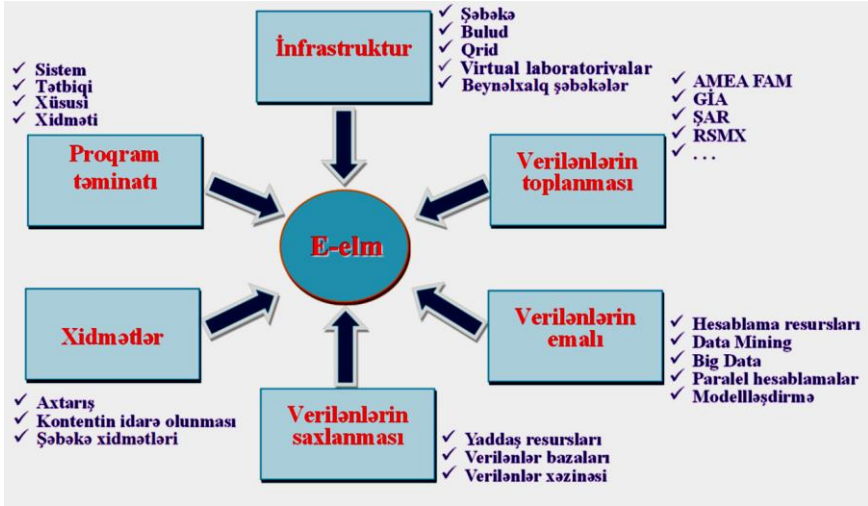 İnfrastruktur
✓ Şəbəkə
✓ Bulud
✓ Qrid
✓ Virtual laboratorivalar
✓ Beynəlxalq şəbəkələr
✓ Sistem
✓ Tətbiqi
✓ Xüsusi
✓ Xidməti
Proqram
təminatı
✓ AMEA FAM
✓ GİA
✓ ŞAR
✓ RSMX
✓ . . .
Verilənlərin
toplanması
E-elm
Xidmətlər
✓ Axtarış
✓ Kontentin idarə olunması
✓ Şəbəkə xidmətləri
Verilənlərin
saxlanması
✓ Yaddaş resursları
✓ Verilənlər bazaları
✓ Verilənlər xəzinəsi
Verilənlərin
emalı
✓ Hesablama resursları
✓ Data Mining
✓ Big Data
✓ Paralel hesablamalar
✓ Modellləşdirmə